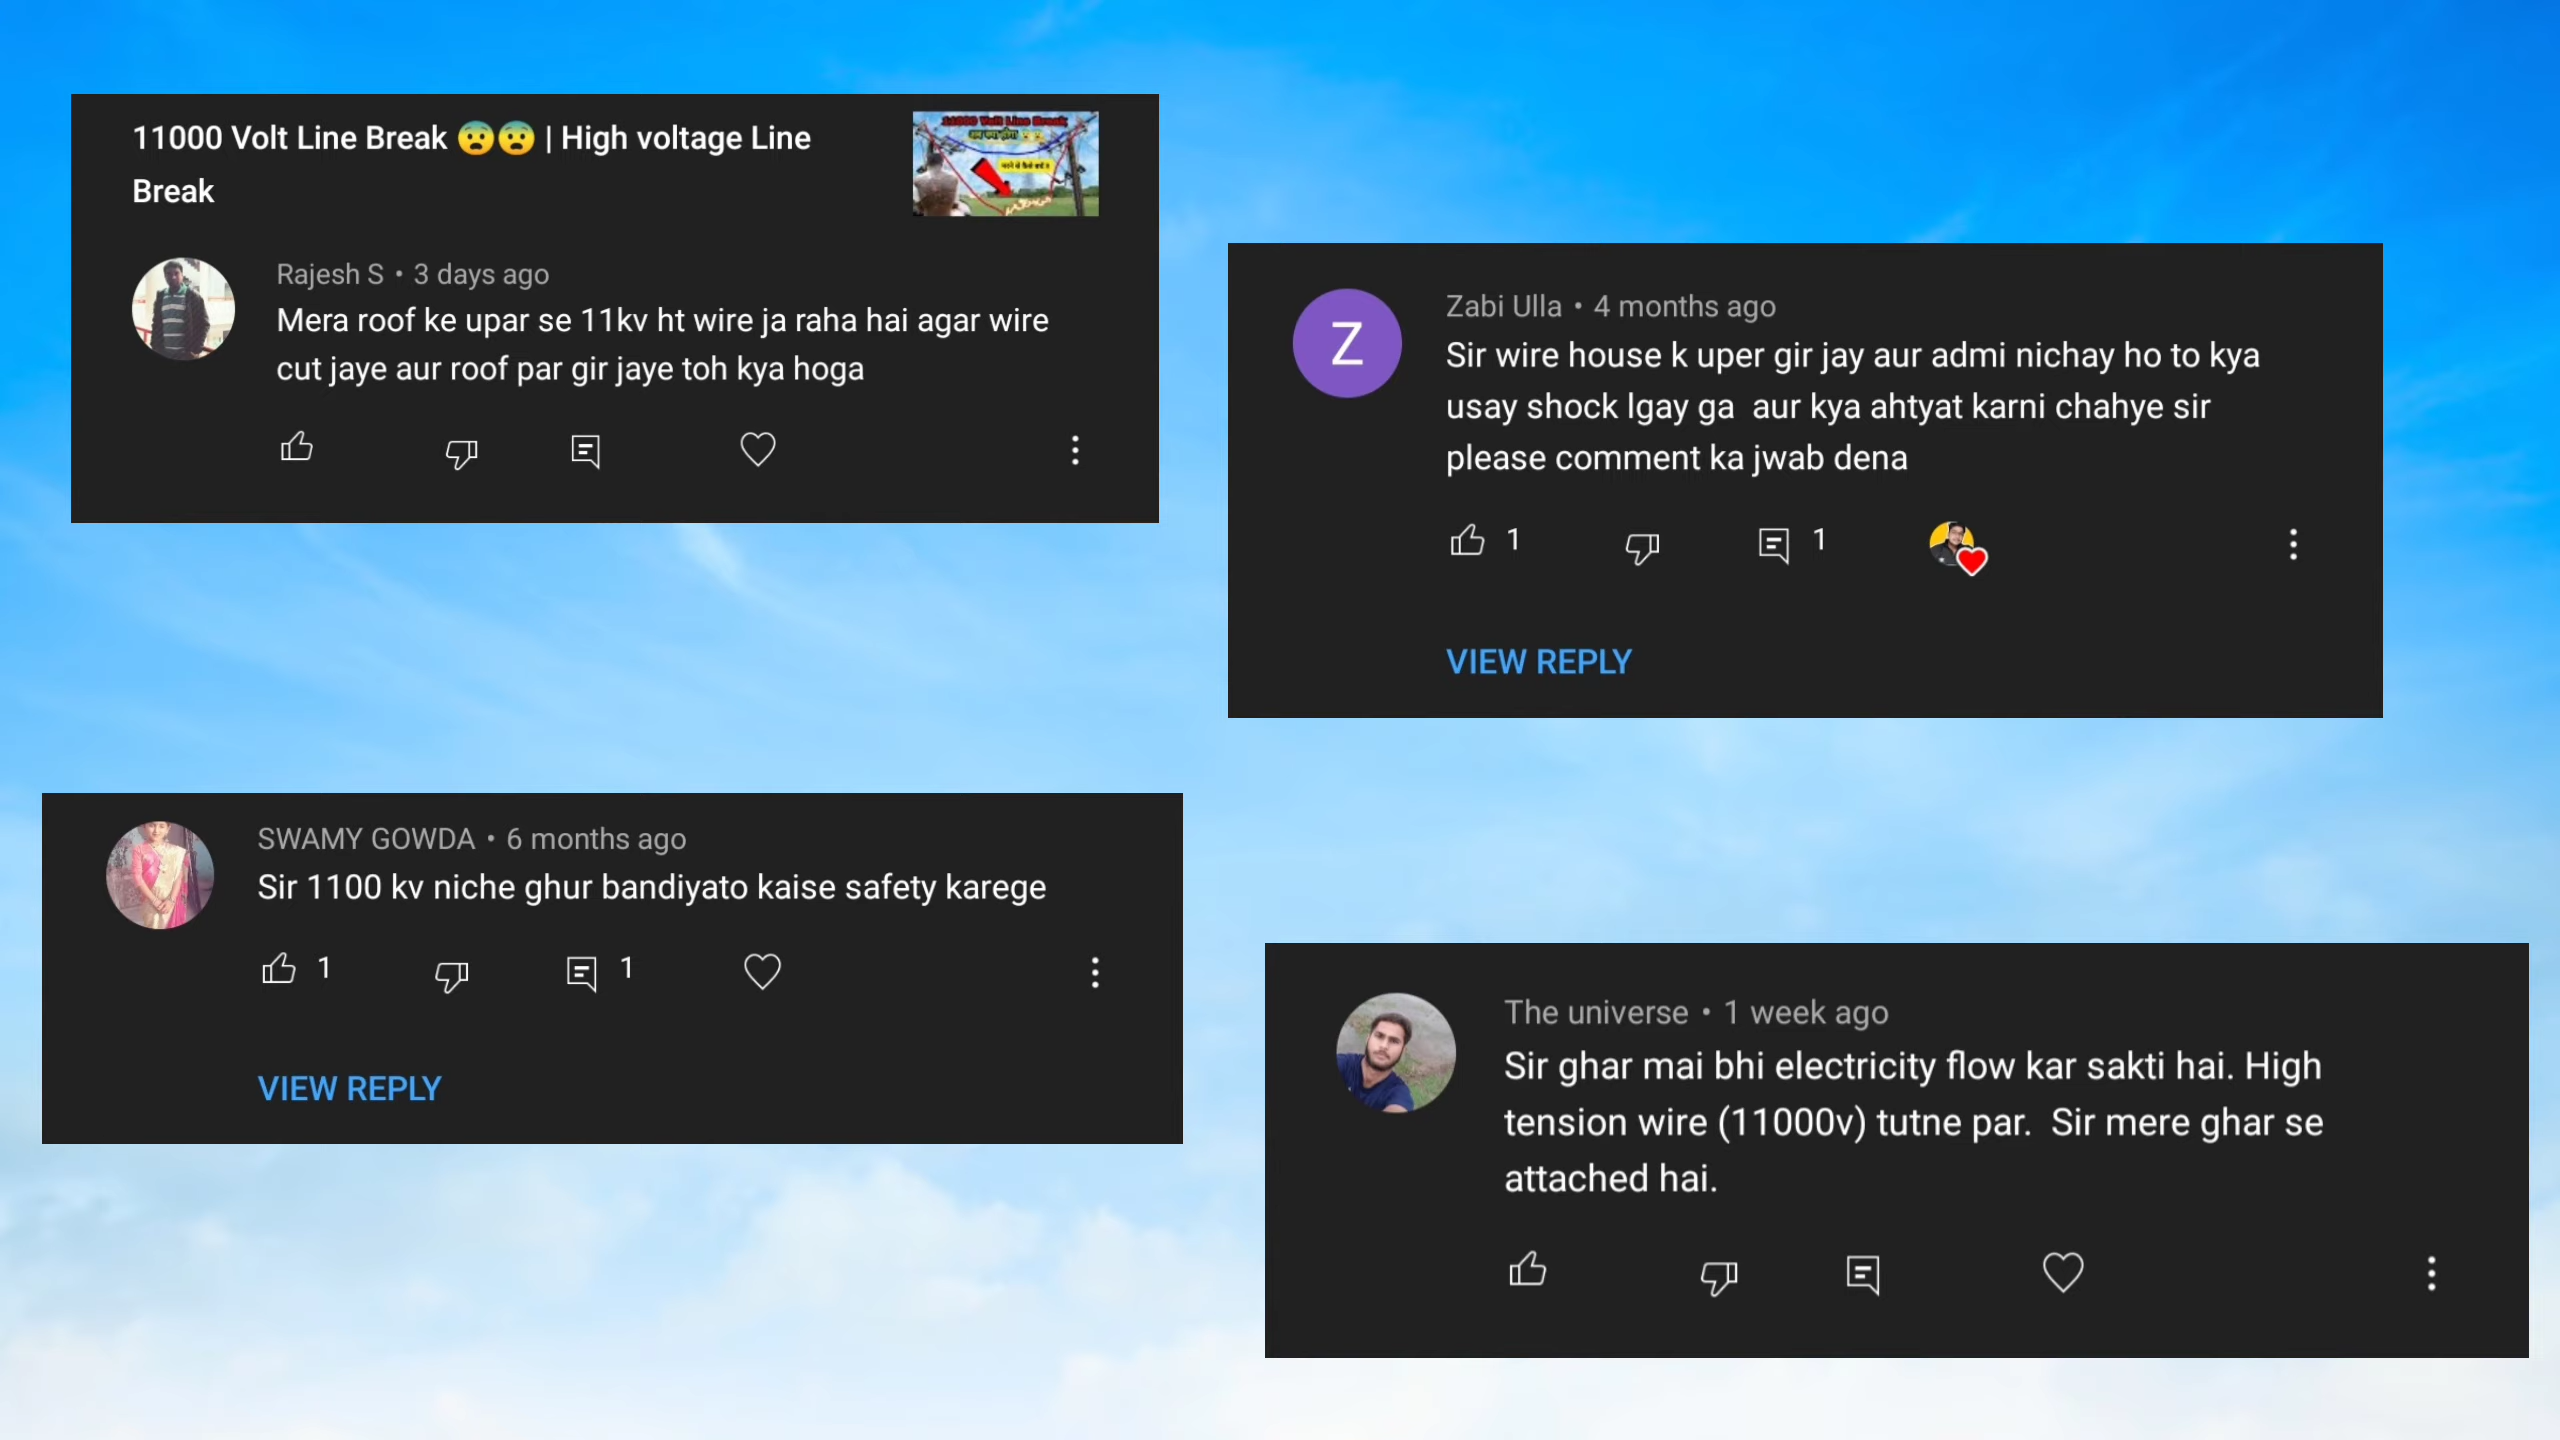 11000 Volt Line Break 😨😨 | High voltage Line
Break
11000 Volt Line Break
Rajesh S • 3 days ago
Mera roof ke upar se 11kv ht wire ja raha hai agar wire
cut jaye aur roof par gir jaye toh kya hoga
Zabi Ulla • 4 months ago
Sir wire house k uper gir jay aur admi nichay ho to kya
usay shock lgay ga aur kya ahtyat karni chahye sir
please comment ka jwab dena
1
1
VIEW REPLY
SWAMY GOWDA • 6 months ago
Sir 1100 kv niche ghur bandiyato kaise safety karege
1
1
VIEW REPLY
The universe • 1 week ago
Sir ghar mai bhi electricity flow kar sakti hai. High
tension wire (11000v) tutne par. Sir mere ghar se
attached hai.
Z